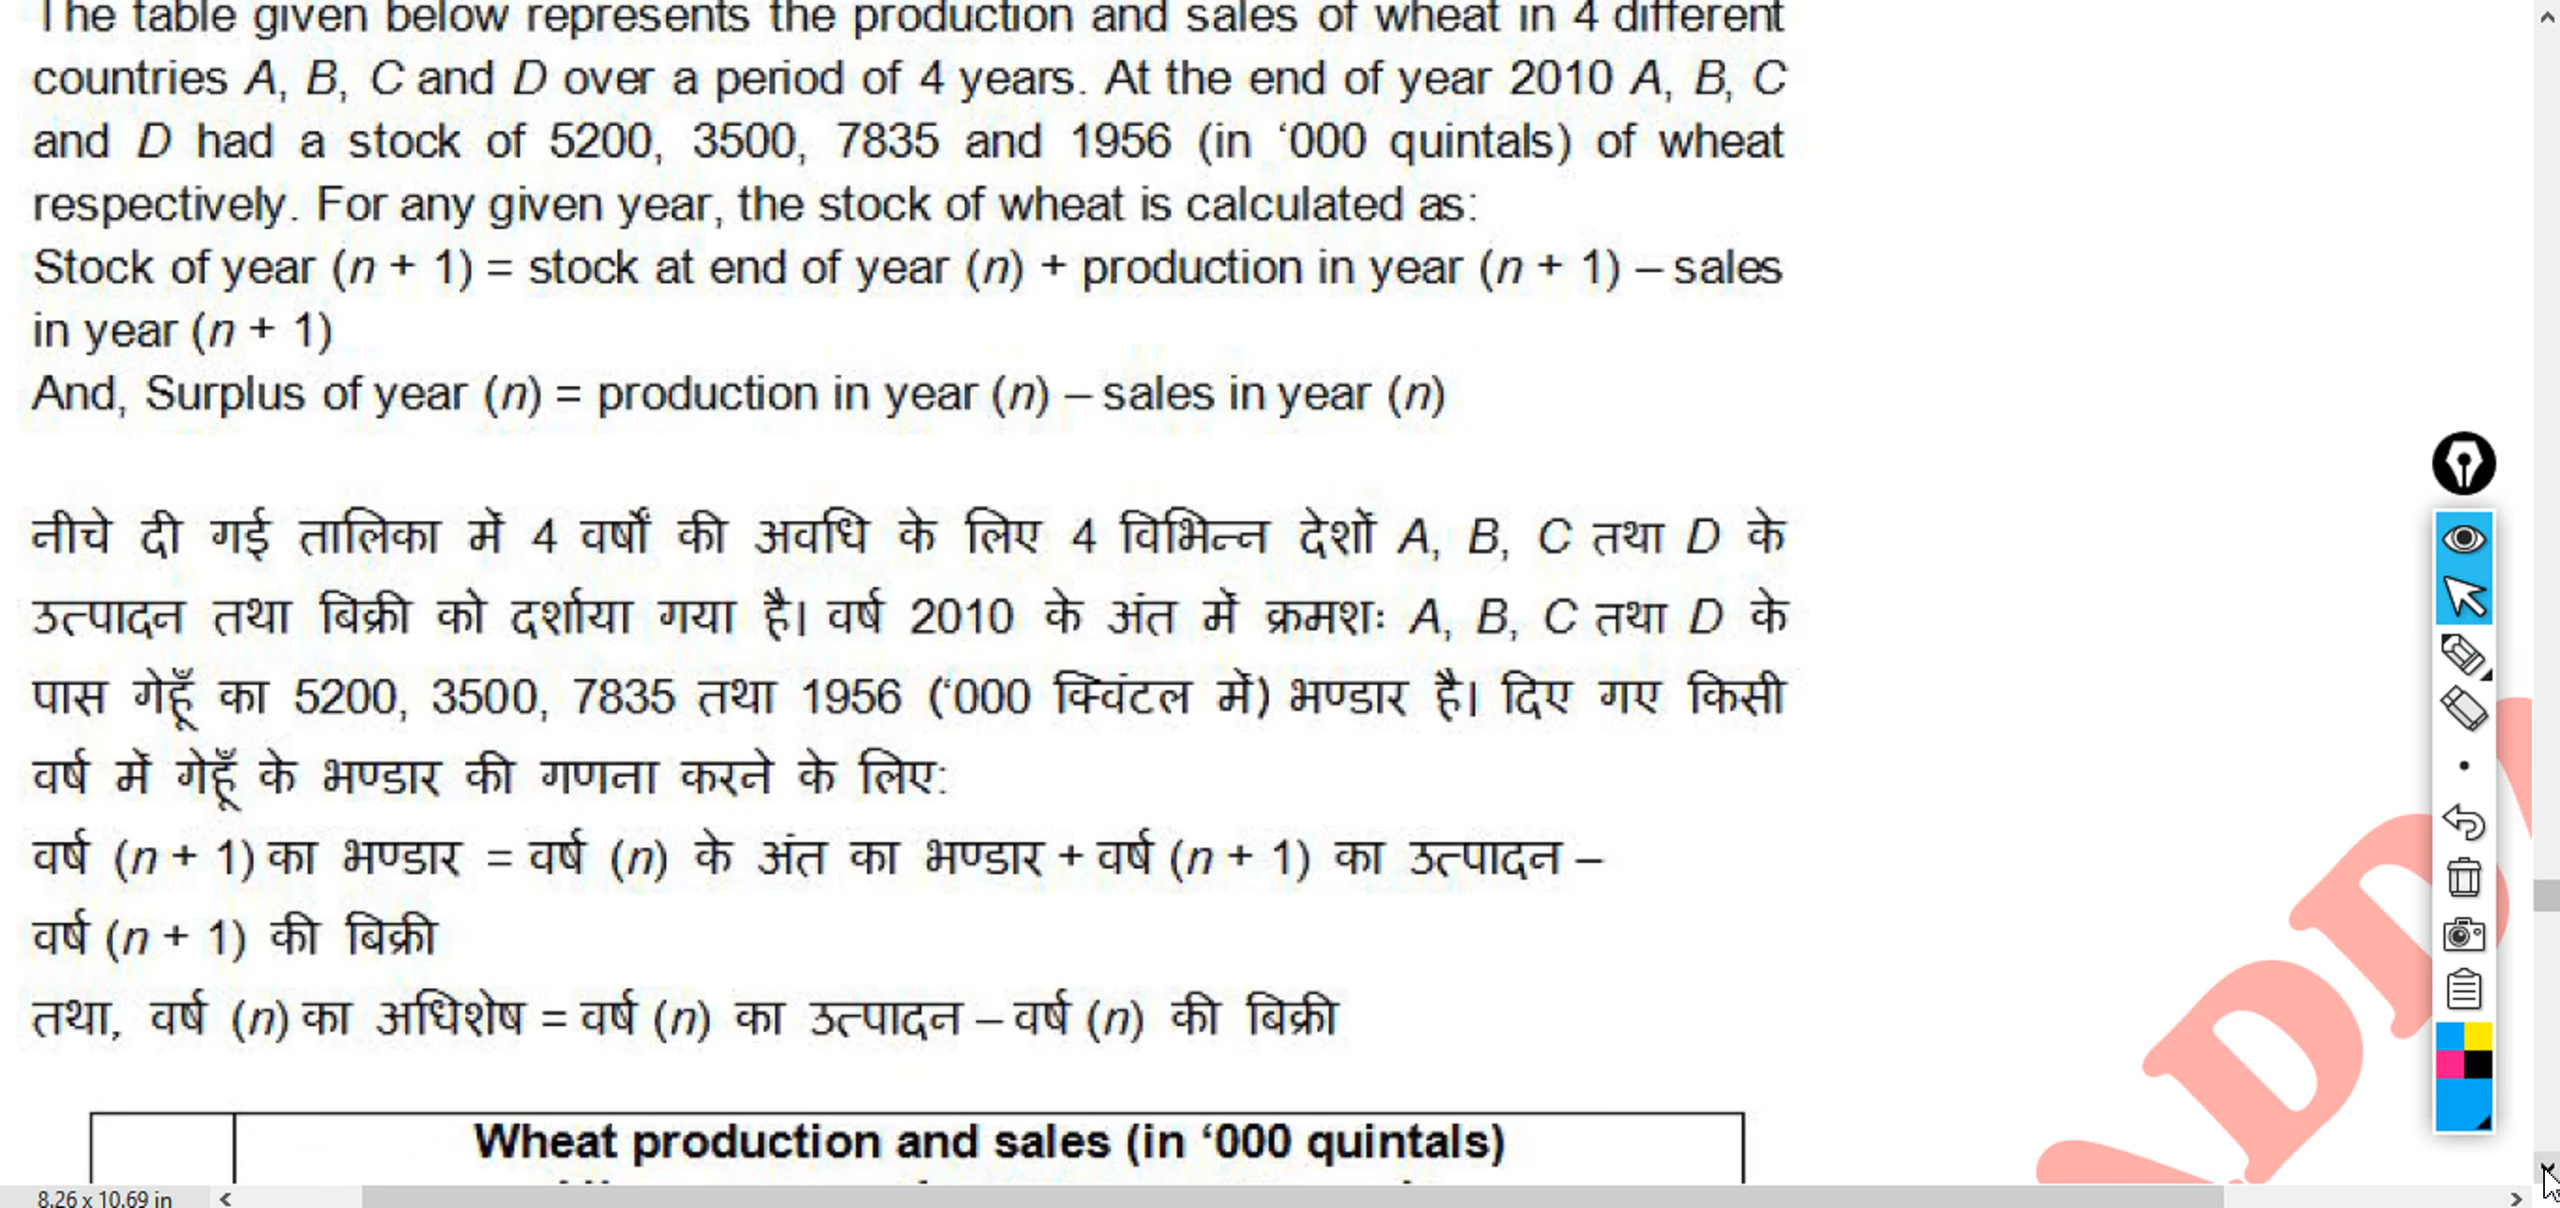 The table given below represents the production and sales of wheat in 4 different
countries A, B, C and D over a period of 4 years. At the end of year 2010 A, B, C
and D had a stock of 5200, 3500, 7835 and 1956 (in ‘000 quintals) of wheat
respectively. For any given year, the stock of wheat is calculated as:
Stock of year (n + 1) = stock at end of year (n) + production in year (n + 1) – sales
in year (n + 1)
And, Surplus of year (n) = production in year (n) – sales in year (n)
नीचे दी गई तालिका में 4 वर्षों की अवधि के लिए 4 विभिन्न देशों A, B, C तथा D के
उत्पादन तथा बिक्री को दर्शाया गया है। वर्ष 2010 के अंत में क्रमशः A, B, C तथा D के
पास गेहूँ का 5200, 3500, 7835 तथा 1956 (‘000 क्विंटल में) भण्डार है। दिए गए किसी
वर्ष में गेहूँ के भण्डार की गणना करने के लिए:
वर्ष (n + 1) का भण्डार = वर्ष (n) के अंत का भण्डार + वर्ष (n + 1) का उत्पादन –
वर्ष (n + 1) की बिक्री
तथा, वर्ष (n) का अधिशेष = वर्ष (n) का उत्पादन – वर्ष (n) की बिक्री
Wheat production and sales (in ‘000 quintals)
8.26 x 10.69 in
ADD